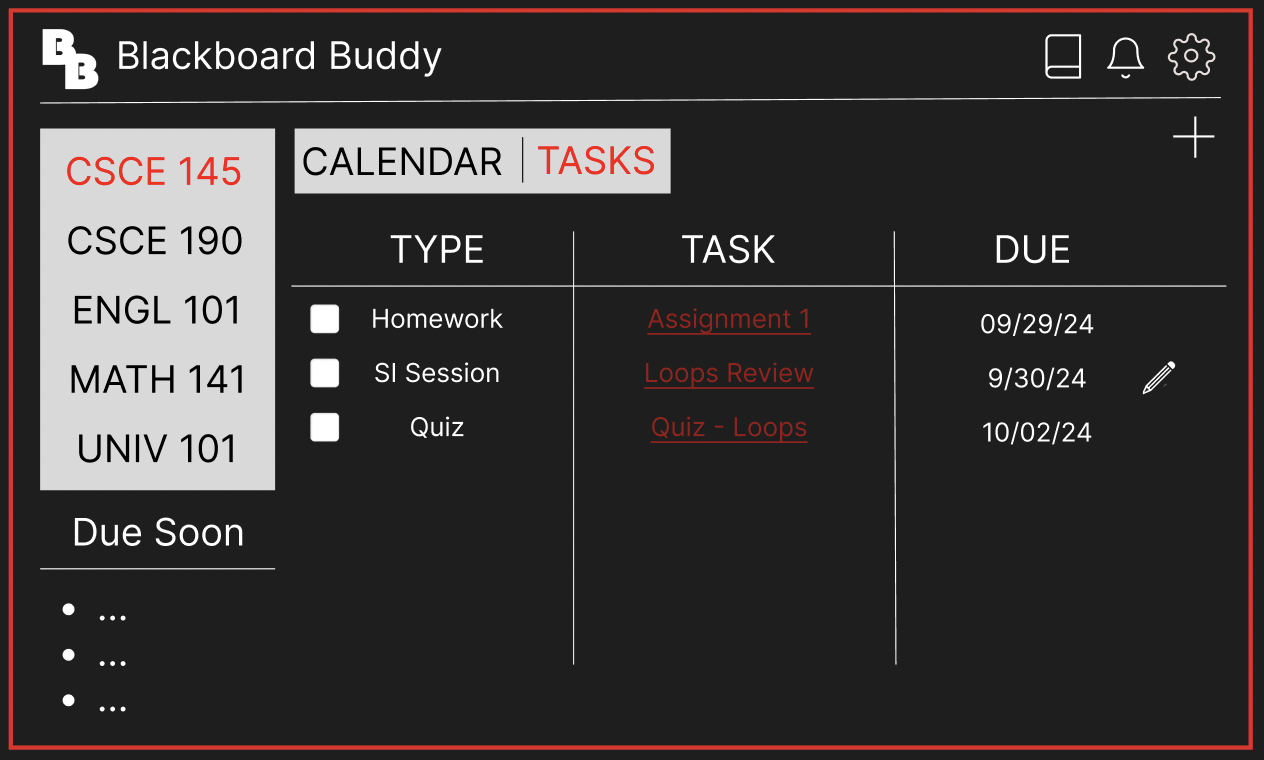 BB Blackboard Buddy
CSCE 145
CSCE 190
ENGL 101
MATH 141
UNIV 101
Due Soon
• ...
• ...
• ...
CALENDAR | TASKS
TYPE TASK DUE
Homework Assignment 1 09/29/24
SI Session Loops Review 9/30/24
Quiz Quiz - Loops 10/02/24